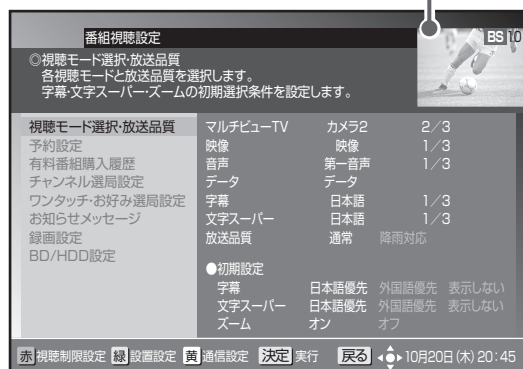 番組視聴設定
BS 10
◎視聴モード選択・放送品質
各視聴モードと放送品質を選択します。
字幕・文字スーパー・ズームの初期選択条件を設定します。
視聴モード選択・放送品質
予約設定
有料番組購入履歴
チャンネル選局設定
ワンタッチ・お好み選局設定
お知らせメッセージ
録画設定
BD/HDD設定
マルチビューTV カメラ2 2/3
映像 映像 1/3
音声 第一音声 1/3
データ データ
字幕 日本語 1/3
文字スーパー 日本語 1/3
放送品質 通常 降雨対応
●初期設定
字幕 日本語優先 外国語優先 表示しない
文字スーパー 日本語優先 外国語優先 表示しない
ズーム オン オフ
赤 視聴制限設定 緑 設置設定 黄 通信設定 決定 実行 戻る 10月20日(木)20:45